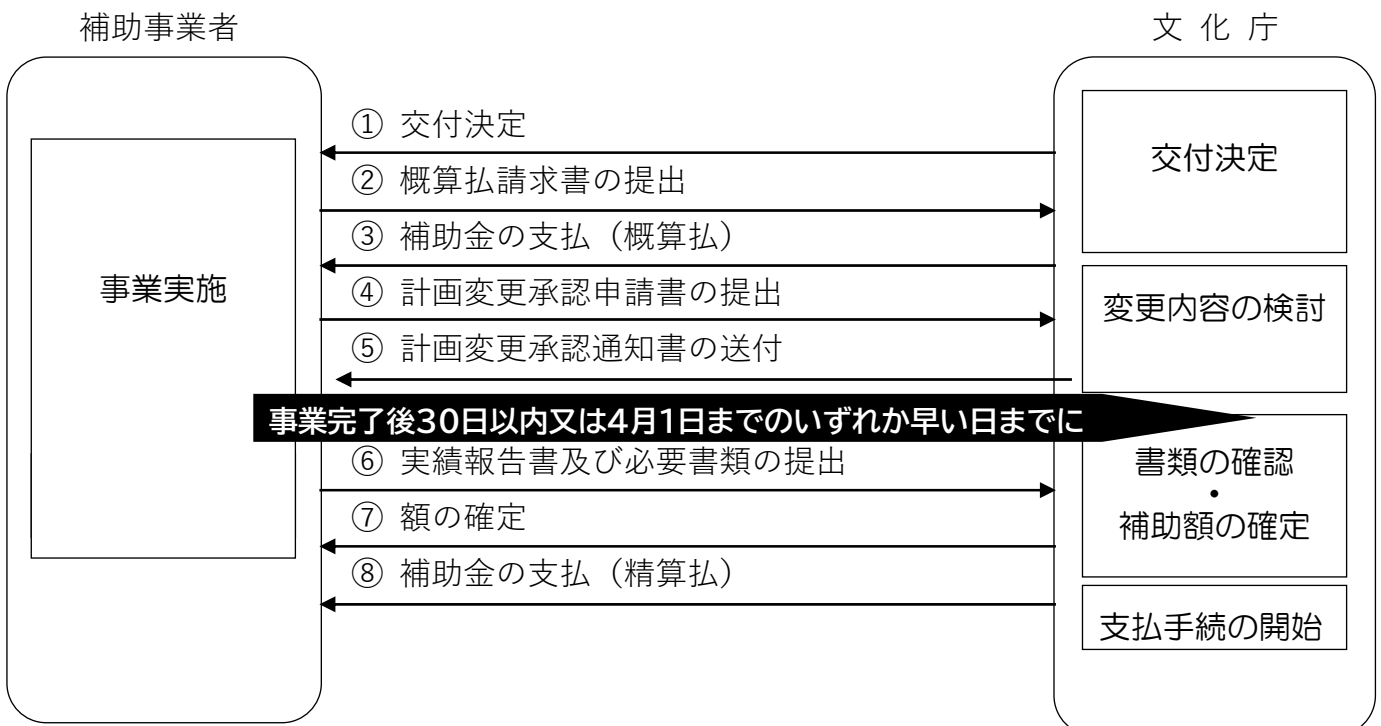 補助事業者
文 化 庁
事業実施
① 交付決定
② 概算払請求書の提出
③ 補助金の支払（概算払）
④ 計画変更承認申請書の提出
⑤ 計画変更承認通知書の送付
事業完了後30日以内又は4月1日までのいずれか早い日までに
⑥ 実績報告書及び必要書類の提出
⑦ 額の確定
⑧ 補助金の支払（精算払）
交付決定
変更内容の検討
書類の確認
・
補助額の確定
支払手続の開始